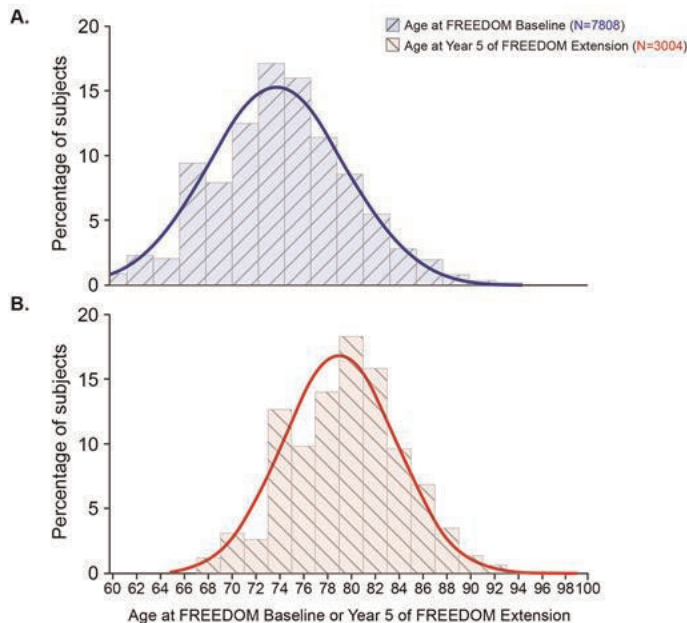 A.
Age at FREEDOM Baseline (N=7808)
Age at Year 5 of FREEDOM Extension (N=3004)
20
15
10
5
0
Percentage of subjects
B.
20
15
10
5
0
Percentage of subjects
60 62 64 66 68 70 72 74 76 78 80 82 84 86 88 90 92 94 96 98 100
Age at FREEDOM Baseline or Year 5 of FREEDOM Extension